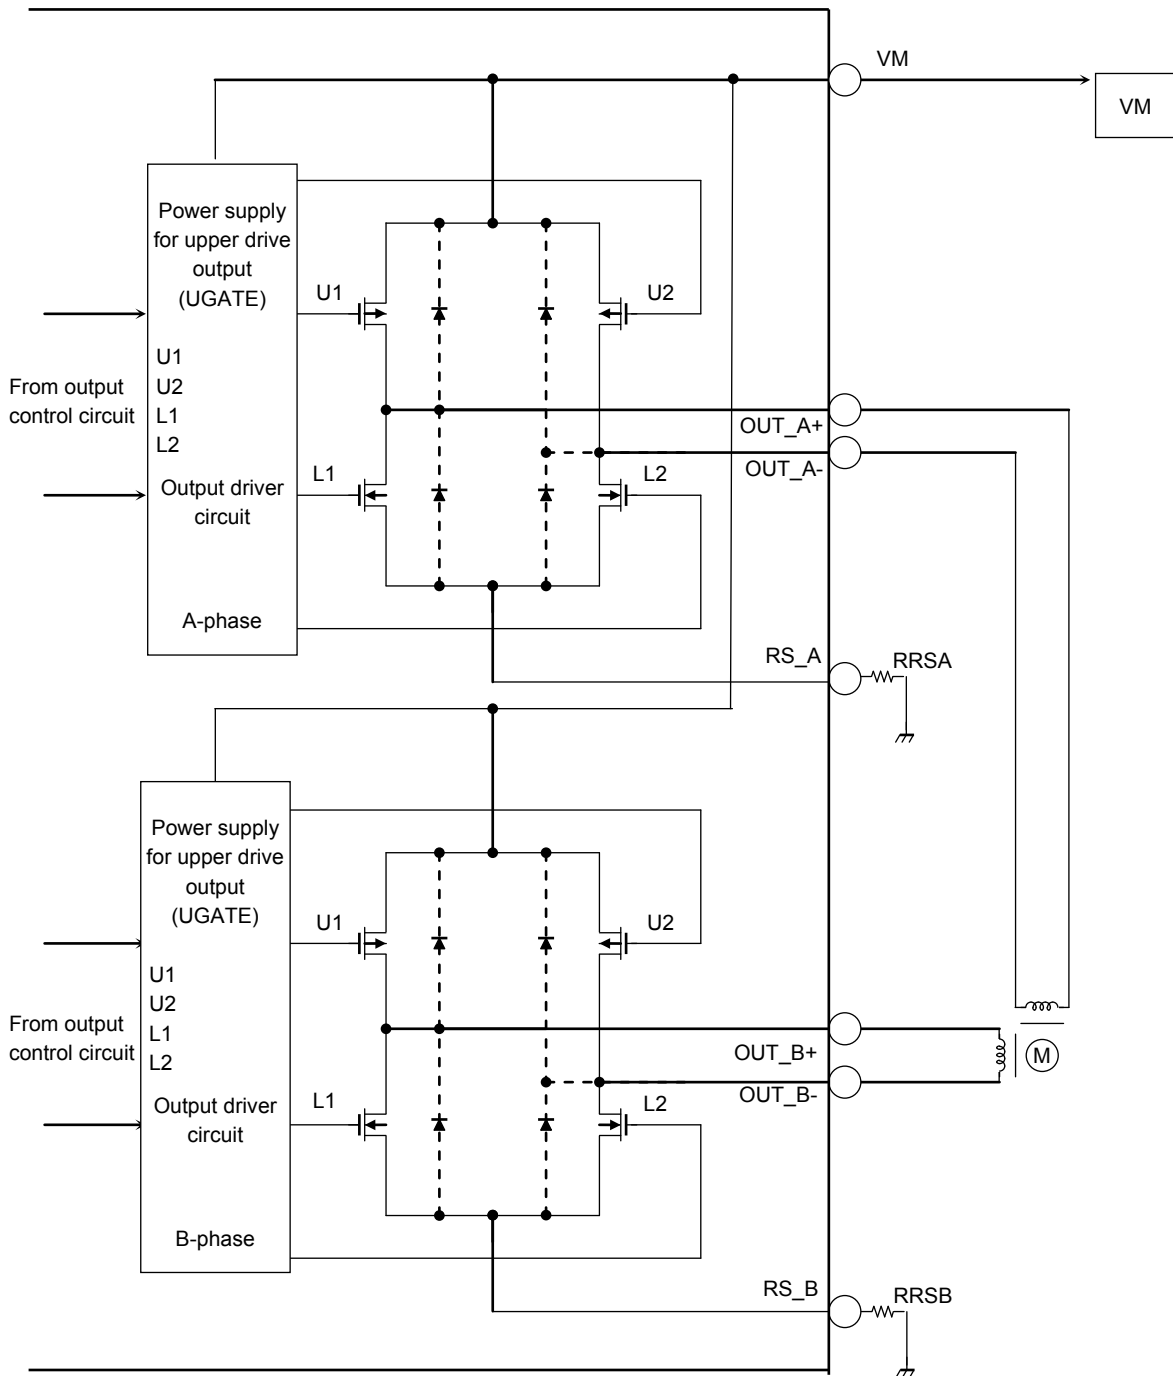 VM
VM
Power supply
for upper drive
output
(UGATE)
U1
U2
U1
U2
L1
L2
From output
control circuit
OUT_A+
OUT_A-
L1
L2
Output driver
circuit
A-phase
RS_A
RRSA
Power supply
for upper drive
output
(UGATE)
U1
U2
U1
U2
L1
L2
From output
control circuit
OUT_B+
M
OUT_B-
L1
L2
Output driver
circuit
B-phase
RS_B
RRSB